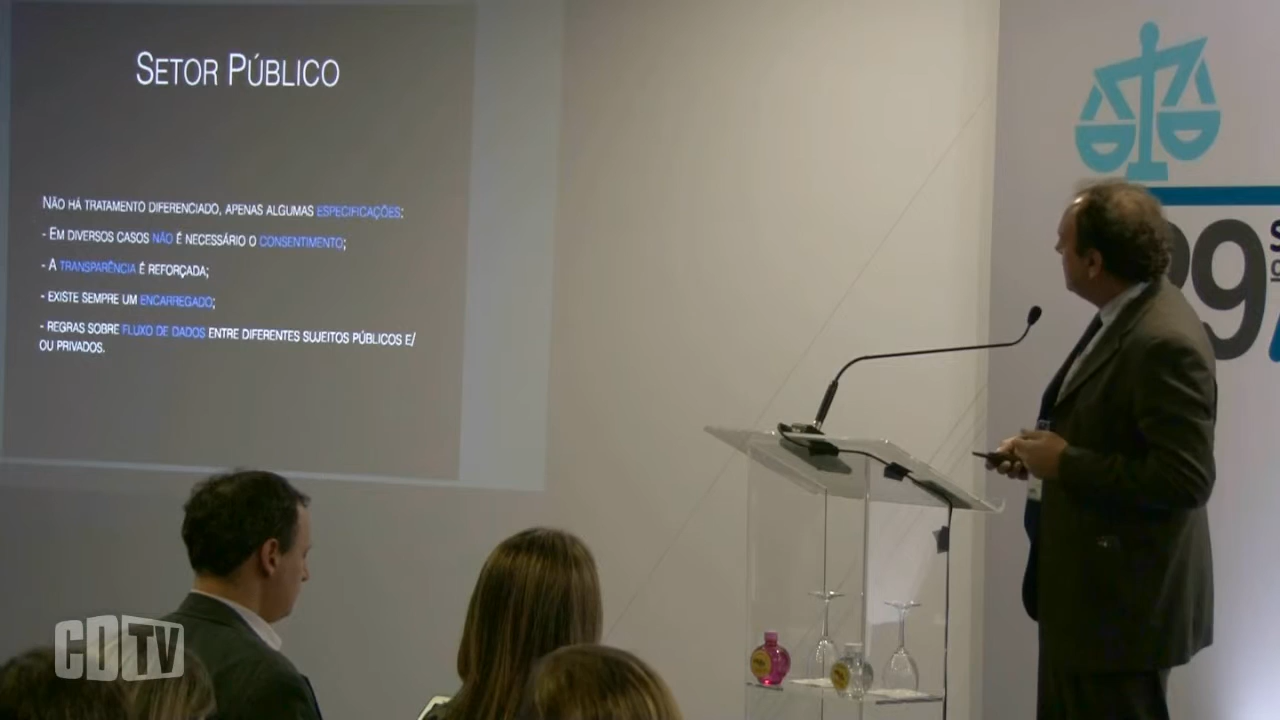 SETOR PÚBLICO
NÃO HÁ TRATAMENTO DIFERENCIADO, APENAS ALGUMAS ESPECIFICAÇÕES:
- EM DIVERSOS CASOS NÃO É NECESSÁRIO O CONSENTIMENTO;
- A TRANSPARÊNCIA É REFORÇADA;
- EXISTE SEMPRE UM ENCARREGADO;
- REGRAS SOBRE FLUXO DE DADOS ENTRE DIFERENTES SUJEITOS PÚBLICOS E/
OU PRIVADOS.
9
CDTV